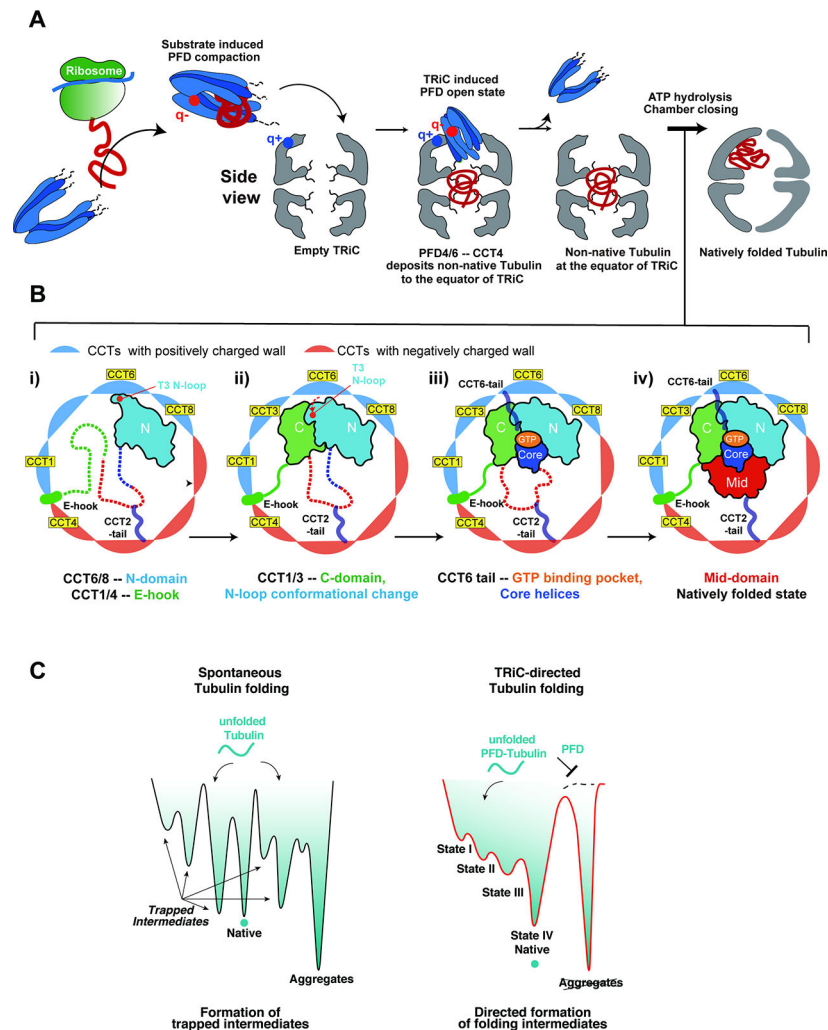 A
Substrate induced
PFD compaction
Ribosome
q-
q+
Side
view
Empty TRiC
TRiC induced
PFD open state
q-
q+
PFD4/6 -- CCT4
deposits non-native Tubulin
to the equator of TRiC
Non-native Tubulin
at the equator of TRiC
ATP hydrolysis
Chamber closing
Natively folded Tubulin
B
CCTs with positively charged wall
CCTs with negatively charged wall
i)
CCT6
T3 N-loop
CCT8
N
CCT1
E-hook
CCT4
CCT2
-tail
CCT6/8 -- N-domain
CCT1/4 -- E-hook
ii)
CCT6
T3
N-loop
CCT3
CCT8
C
N
CCT1
E-hook
CCT4
CCT2
-tail
CCT1/3 -- C-domain,
N-loop conformational change
iii)
CCT6
CCT6-tail
CCT3
CCT8
C
N
GTP
Core
CCT1
E-hook
CCT4
CCT2
-tail
CCT6 tail -- GTP binding pocket,
Core helices
iv)
CCT6
CCT6-tail
CCT3
CCT8
C
N
GTP
Core
Mid
CCT1
E-hook
CCT4
CCT2
-tail
Mid-domain
Natively folded state
C
Spontaneous
Tubulin folding
unfolded
Tubulin
Trapped
Intermediates
Native
Aggregates
Formation of
trapped intermediates
TRiC-directed
Tubulin folding
unfolded
PFD-Tubulin
PFD
State I
State II
State III
State IV
Native
Aggregates
Directed formation
of folding intermediates